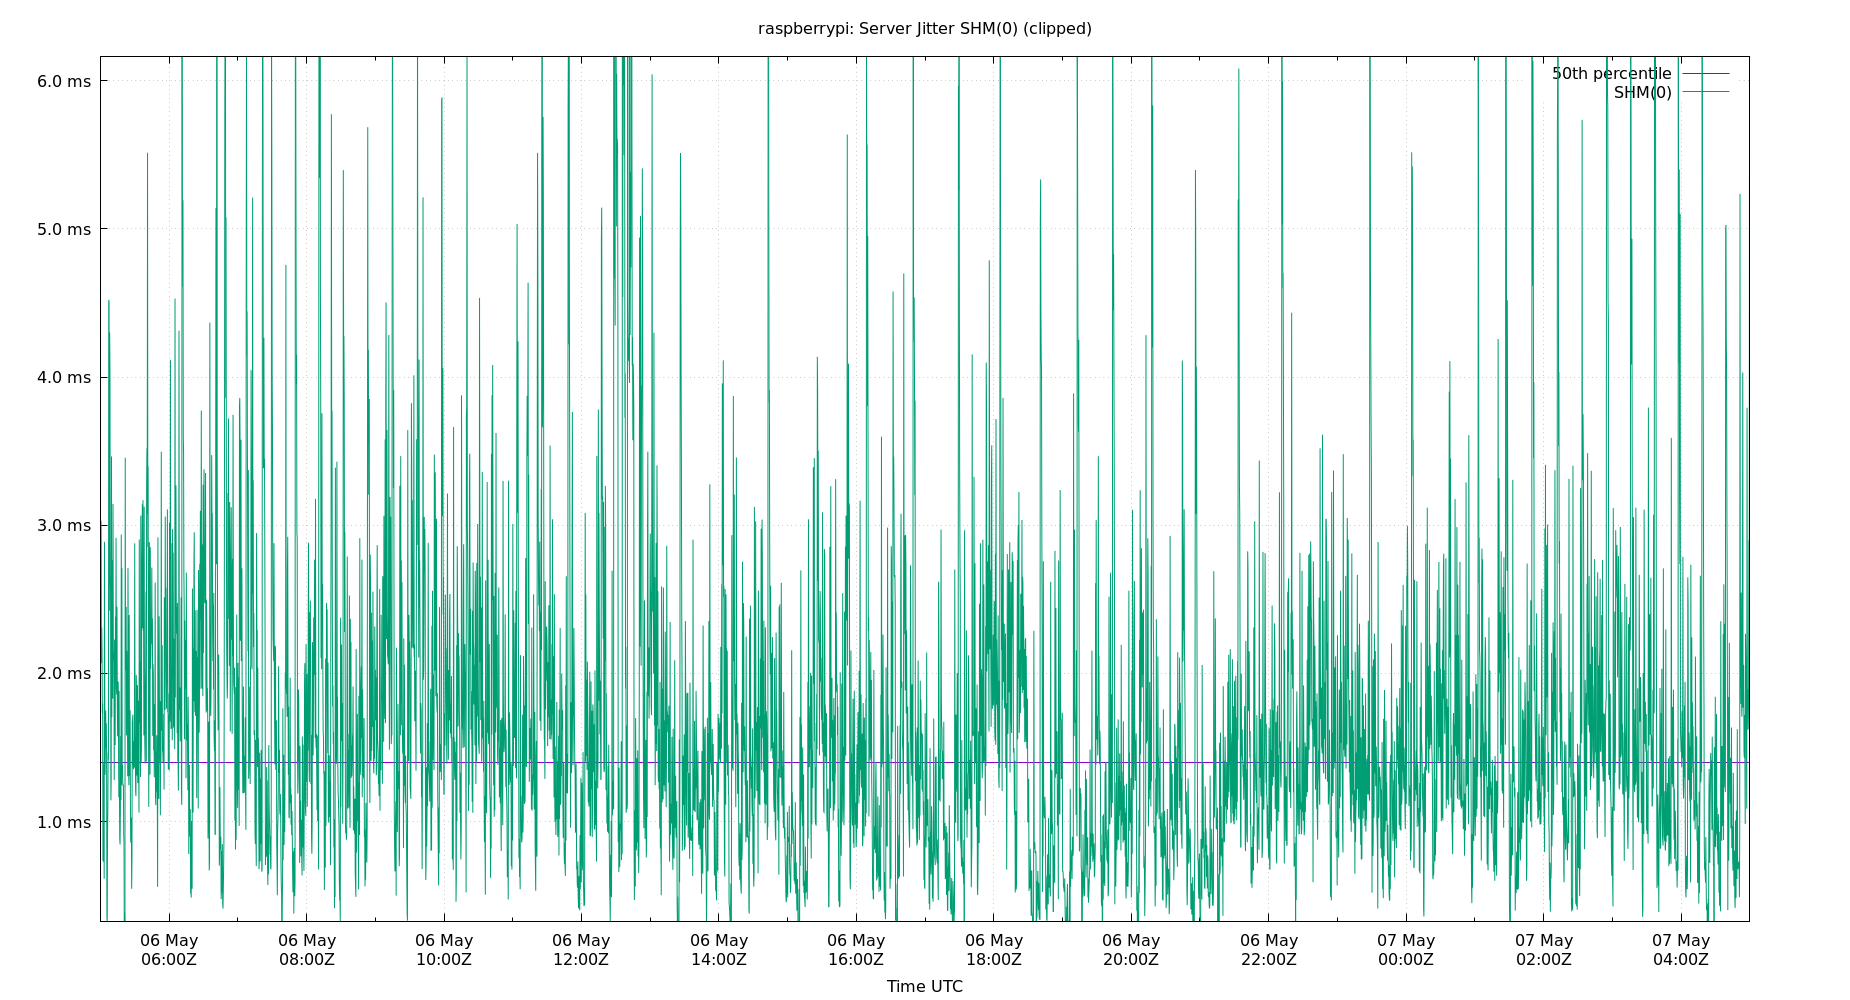 raspberrypi: Server Jitter SHM(0) (clipped)
50th percentile
SHM(0)
6.0 ms
5.0 ms
4.0 ms
3.0 ms
2.0 ms
1.0 ms
06 May 06 May 06 May 06 May 06 May 06 May 06 May 06 May 06 May 07 May 07 May 07 May
06:00Z 08:00Z 10:00Z 12:00Z 14:00Z 16:00Z 18:00Z 20:00Z 22:00Z 00:00Z 02:00Z 04:00Z
Time UTC